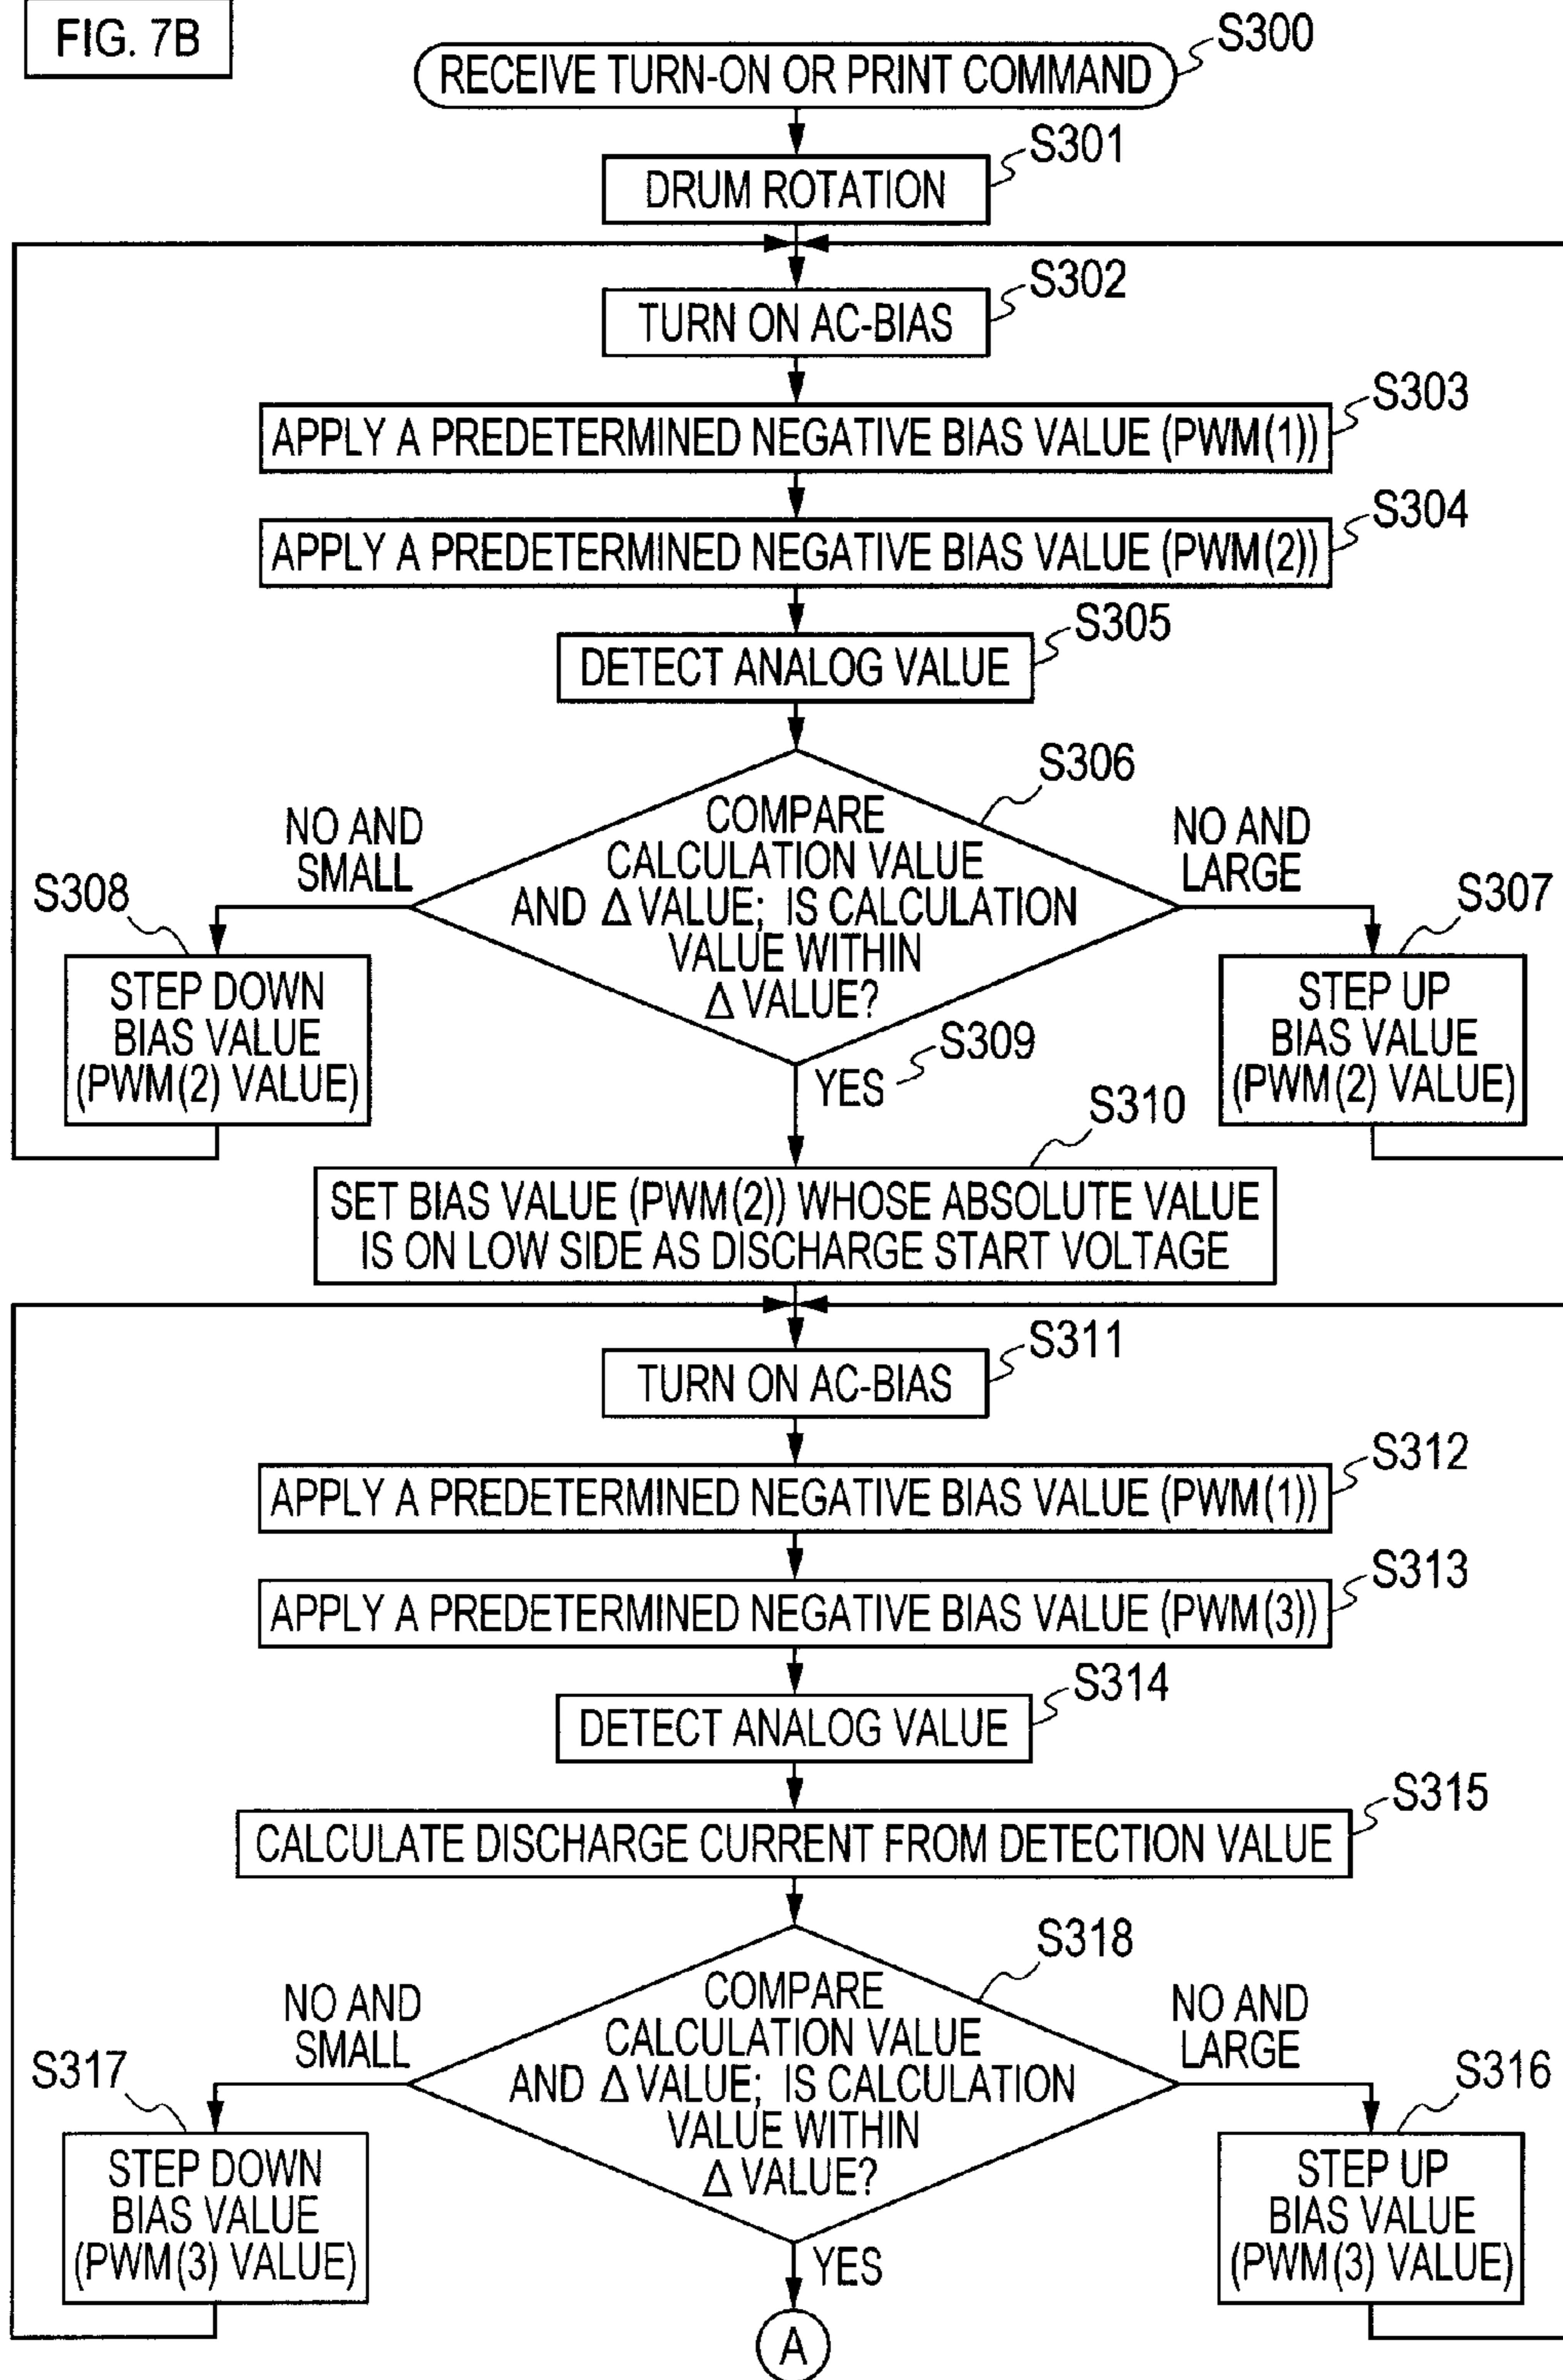 FIG. 7B
RECEIVE TURN-ON OR PRINT COMMAND
S300
DRUM ROTATION
S301
TURN ON AC-BIAS
S302
APPLY A PREDETERMINED NEGATIVE BIAS VALUE (PWM(1))
S303
APPLY A PREDETERMINED NEGATIVE BIAS VALUE (PWM(2))
S304
DETECT ANALOG VALUE
S305
COMPARE
CALCULATION VALUE
AND Δ VALUE; IS CALCULATION
VALUE WITHIN
Δ VALUE?
S306
NO AND
SMALL
NO AND
LARGE
S308
STEP DOWN
BIAS VALUE
(PWM(2) VALUE)
S307
STEP UP
BIAS VALUE
(PWM(2) VALUE)
YES
S309
S310
SET BIAS VALUE (PWM(2)) WHOSE ABSOLUTE VALUE
IS ON LOW SIDE AS DISCHARGE START VOLTAGE
TURN ON AC-BIAS
S311
APPLY A PREDETERMINED NEGATIVE BIAS VALUE (PWM(1))
S312
APPLY A PREDETERMINED NEGATIVE BIAS VALUE (PWM(3))
S313
DETECT ANALOG VALUE
S314
CALCULATE DISCHARGE CURRENT FROM DETECTION VALUE
S315
COMPARE
CALCULATION VALUE
AND Δ VALUE; IS CALCULATION
VALUE WITHIN
Δ VALUE?
S318
NO AND
SMALL
NO AND
LARGE
S317
STEP DOWN
BIAS VALUE
(PWM(3) VALUE)
S316
STEP UP
BIAS VALUE
(PWM(3) VALUE)
YES
A